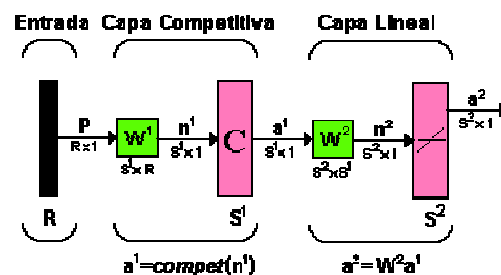 Entrada Capa Competitiva Capa Lineal
P n¹ a¹ n² a²
W¹ C W²
R×1 S¹×1 S¹×1 S²×1 S²×1
S¹×R S²×S¹
R S¹ S²
a¹=compet(n¹) a²=W²a¹